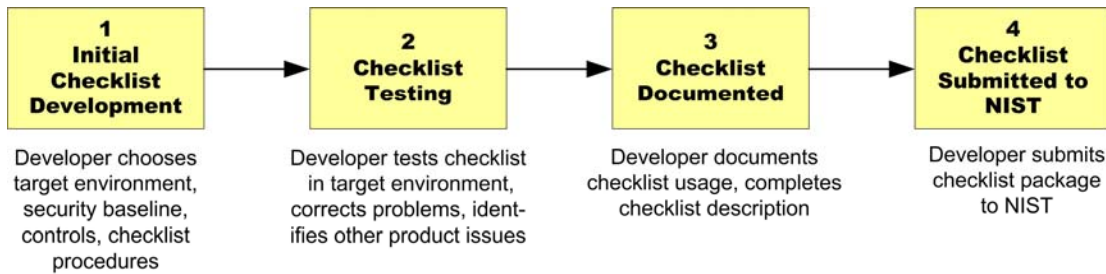 1
Initial
Checklist
Development
Developer chooses
target environment,
security baseline,
controls, checklist
procedures
2
Checklist
Testing
Developer tests checklist
in target environment,
corrects problems, ident-
ifies other product issues
3
Checklist
Documented
Developer documents
checklist usage, completes
checklist description
4
Checklist
Submitted to
NIST
Developer submits
checklist package
to NIST